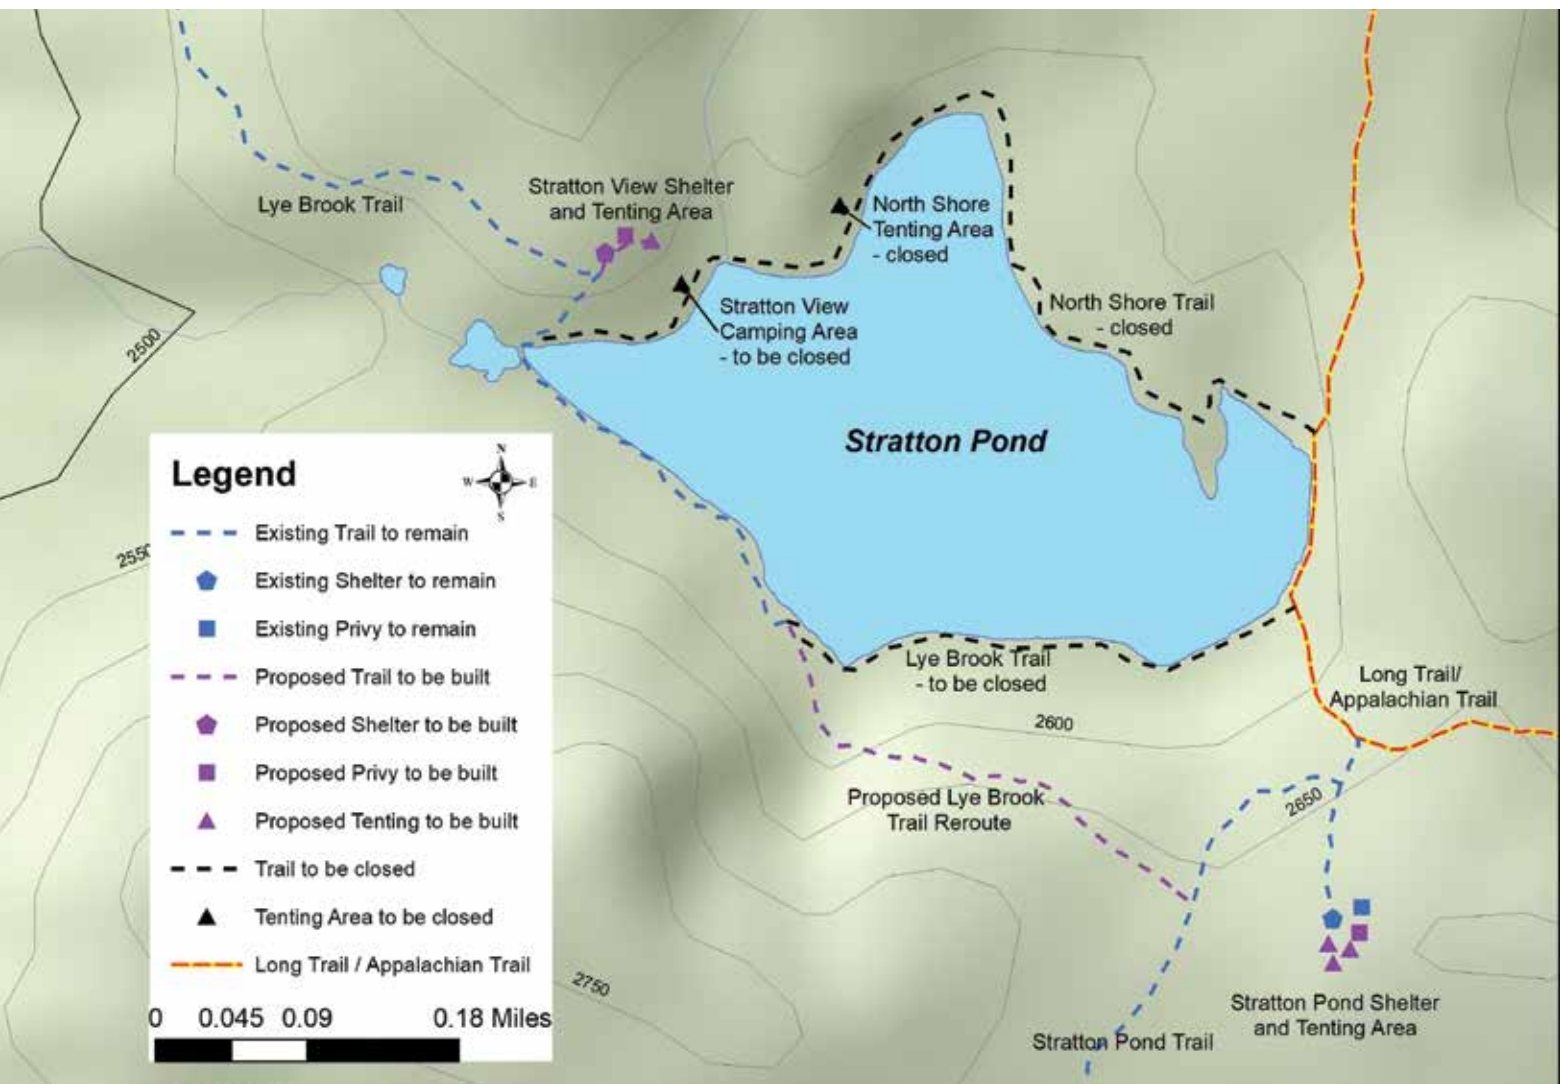 Lye Brook Trail
Stratton View Shelter
and Tenting Area
North Shore
Tenting Area
- closed
Stratton View
Camping Area
- to be closed
North Shore Trail
- closed
2500
Stratton Pond
2550
Legend
N
W E
S
Existing Trail to remain
Existing Shelter to remain
Existing Privy to remain
Proposed Trail to be built
Proposed Shelter to be built
Proposed Privy to be built
Proposed Tenting to be built
Trail to be closed
Tenting Area to be closed
Long Trail / Appalachian Trail
0 0.045 0.09 0.18 Miles
Lye Brook Trail
- to be closed
Long Trail/
Appalachian Trail
2600
Proposed Lye Brook
Trail Reroute
2650
2750
Stratton Pond Shelter
and Tenting Area
Stratton Pond Trail